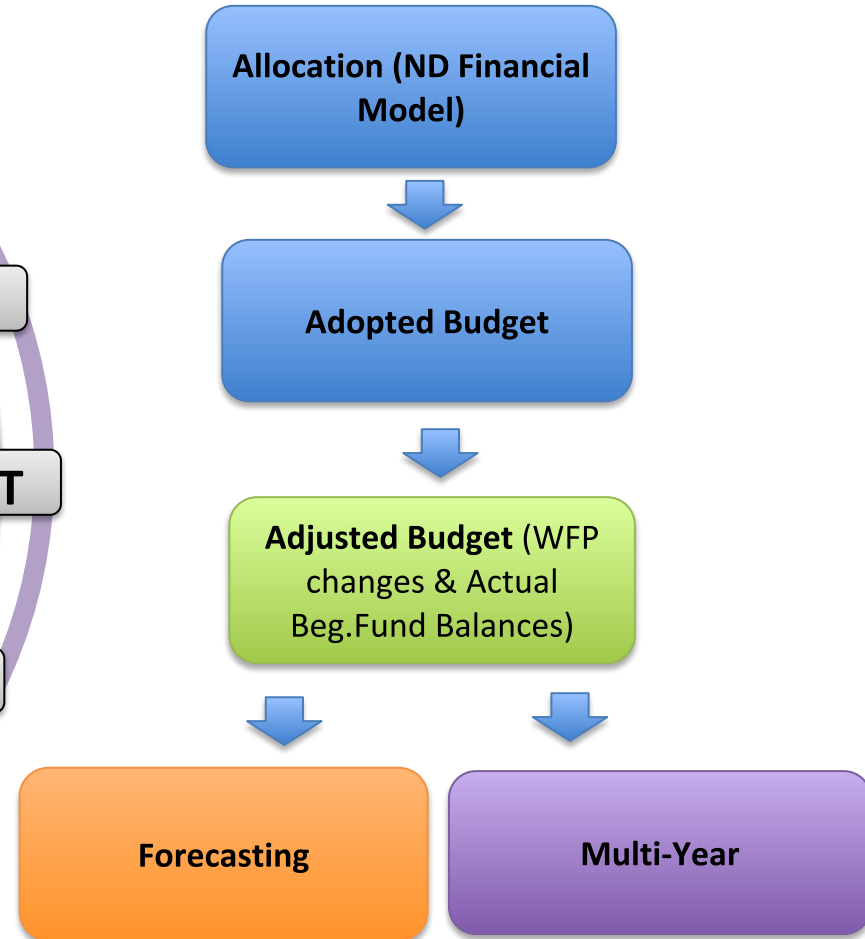 Allocation (ND Financial
Model)
Adopted Budget
T
Adjusted Budget (WFP
changes & Actual
Beg.Fund Balances)
Forecasting
Multi-Year